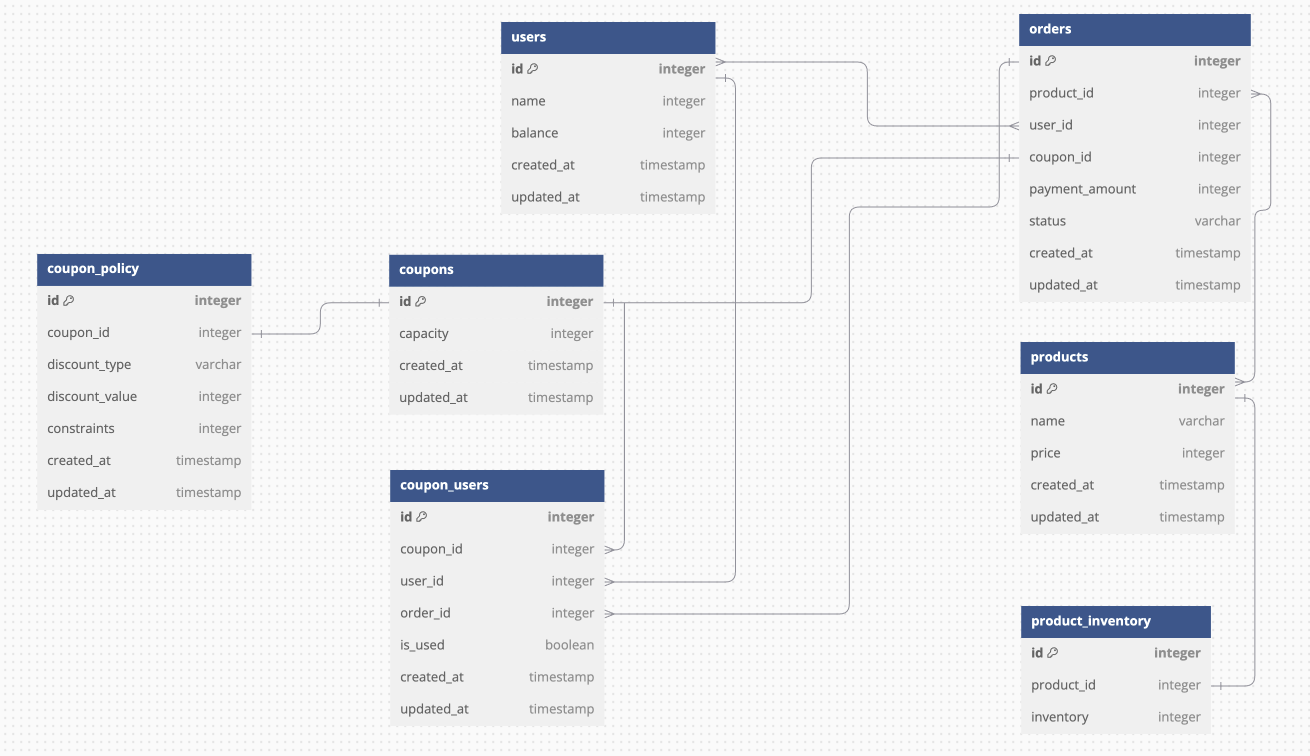 users
id integer
name integer
balance integer
created_at timestamp
updated_at timestamp
orders
id integer
product_id integer
user_id integer
coupon_id integer
payment_amount integer
status varchar
created_at timestamp
updated_at timestamp
coupon_policy
id integer
coupon_id integer
discount_type varchar
discount_value integer
constraints integer
created_at timestamp
updated_at timestamp
coupons
id integer
capacity integer
created_at timestamp
updated_at timestamp
products
id integer
name varchar
price integer
created_at timestamp
updated_at timestamp
coupon_users
id integer
coupon_id integer
user_id integer
order_id integer
is_used boolean
created_at timestamp
updated_at timestamp
product_inventory
id integer
product_id integer
inventory integer